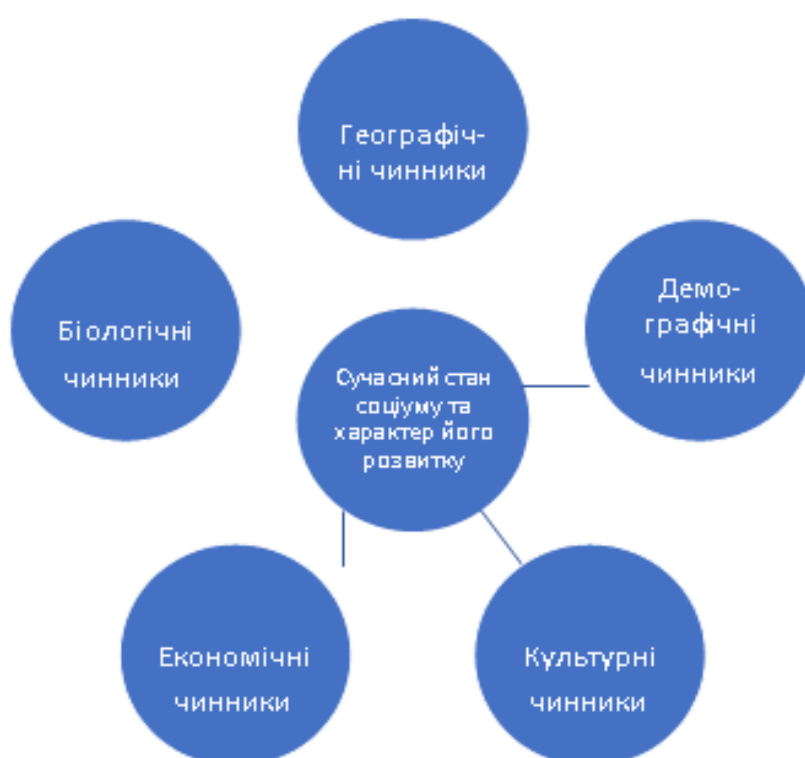 Географіч-
ні чинники
Біологічні
чинники
Демо-
графічні
чинники
Сучасний стан
соціуму та
характер його
розвитку
Економічні
чинники
Культурні
чинники